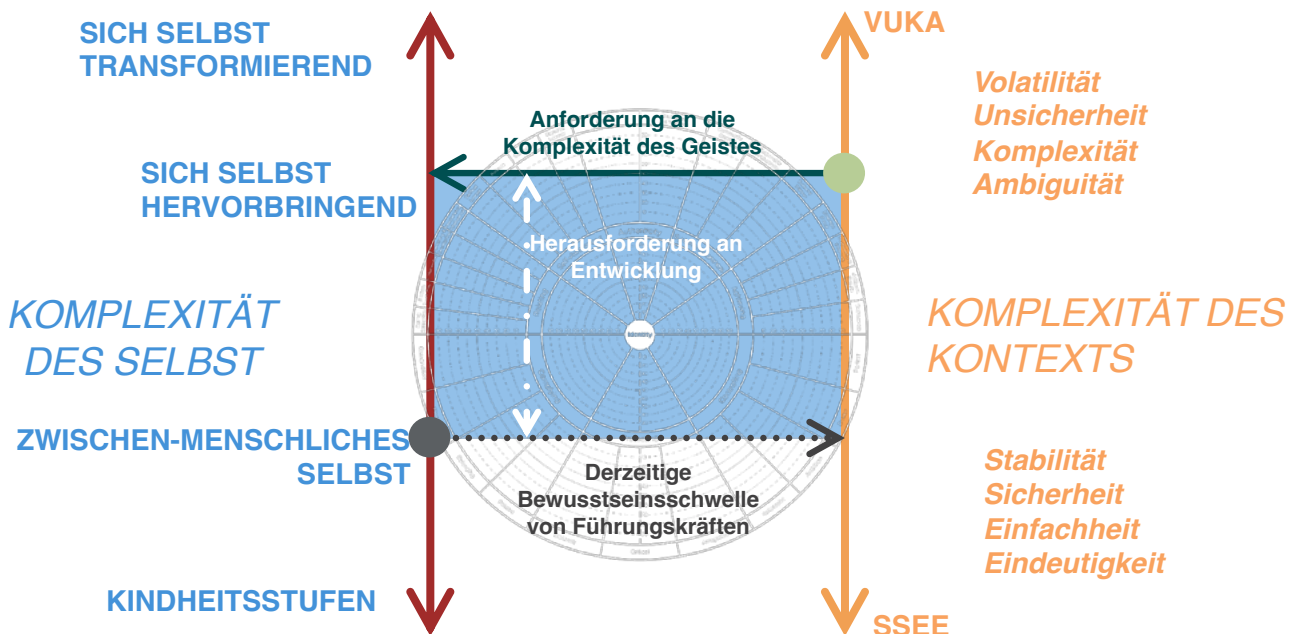 SICH SELBST
TRANSFORMIEREND
VUKA
Volatilität
Unsicherheit
Komplexität
Ambiguität
Anforderung an die
Komplexität des Geistes
SICH SELBST
HERVORBRINGEND
Herausforderung an
Entwicklung
KOMPLEXITÄT
DES SELBST
Identity
KOMPLEXITÄT DES
KONTEXTS
ZWISCHEN-MENSCHLICHES
SELBST
Derzeitige
Bewusstseinsschwelle
von Führungskräften
Stabilität
Sicherheit
Einfachheit
Eindeutigkeit
KINDHEITSSTUFEN
SSEE